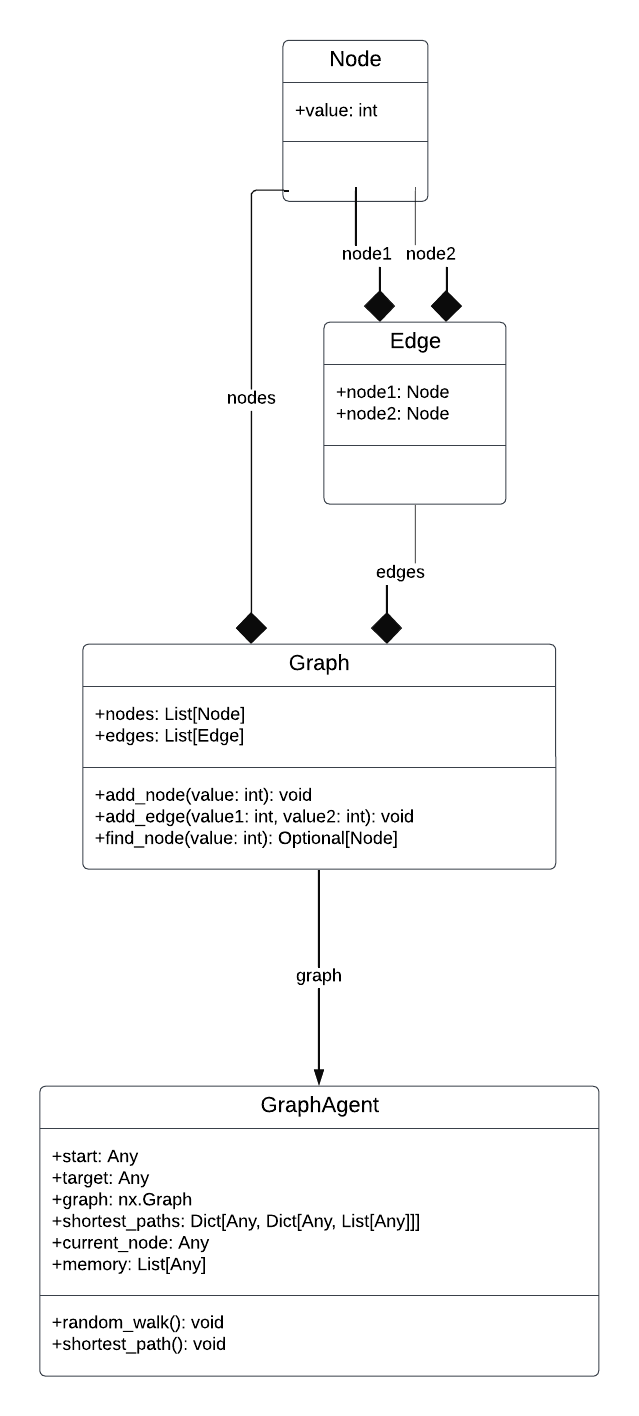 Node
+value: int
node1
node2
Edge
+node1: Node
+node2: Node
nodes
edges
Graph
+nodes: List[Node]
+edges: List[Edge]
+add_node(value: int): void
+add_edge(value1: int, value2: int): void
+find_node(value: int): Optional[Node]
graph
GraphAgent
+start: Any
+target: Any
+graph: nx.Graph
+shortest_paths: Dict[Any, Dict[Any, List[Any]]]
+current_node: Any
+memory: List[Any]
+random_walk(): void
+shortest_path(): void